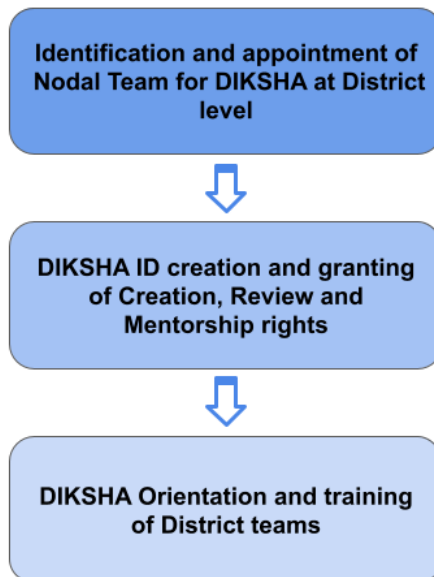 Identification and appointment of
Nodal Team for DIKSHA at District
level
DIKSHA ID creation and granting
of Creation, Review and
Mentorship rights
DIKSHA Orientation and training
of District teams